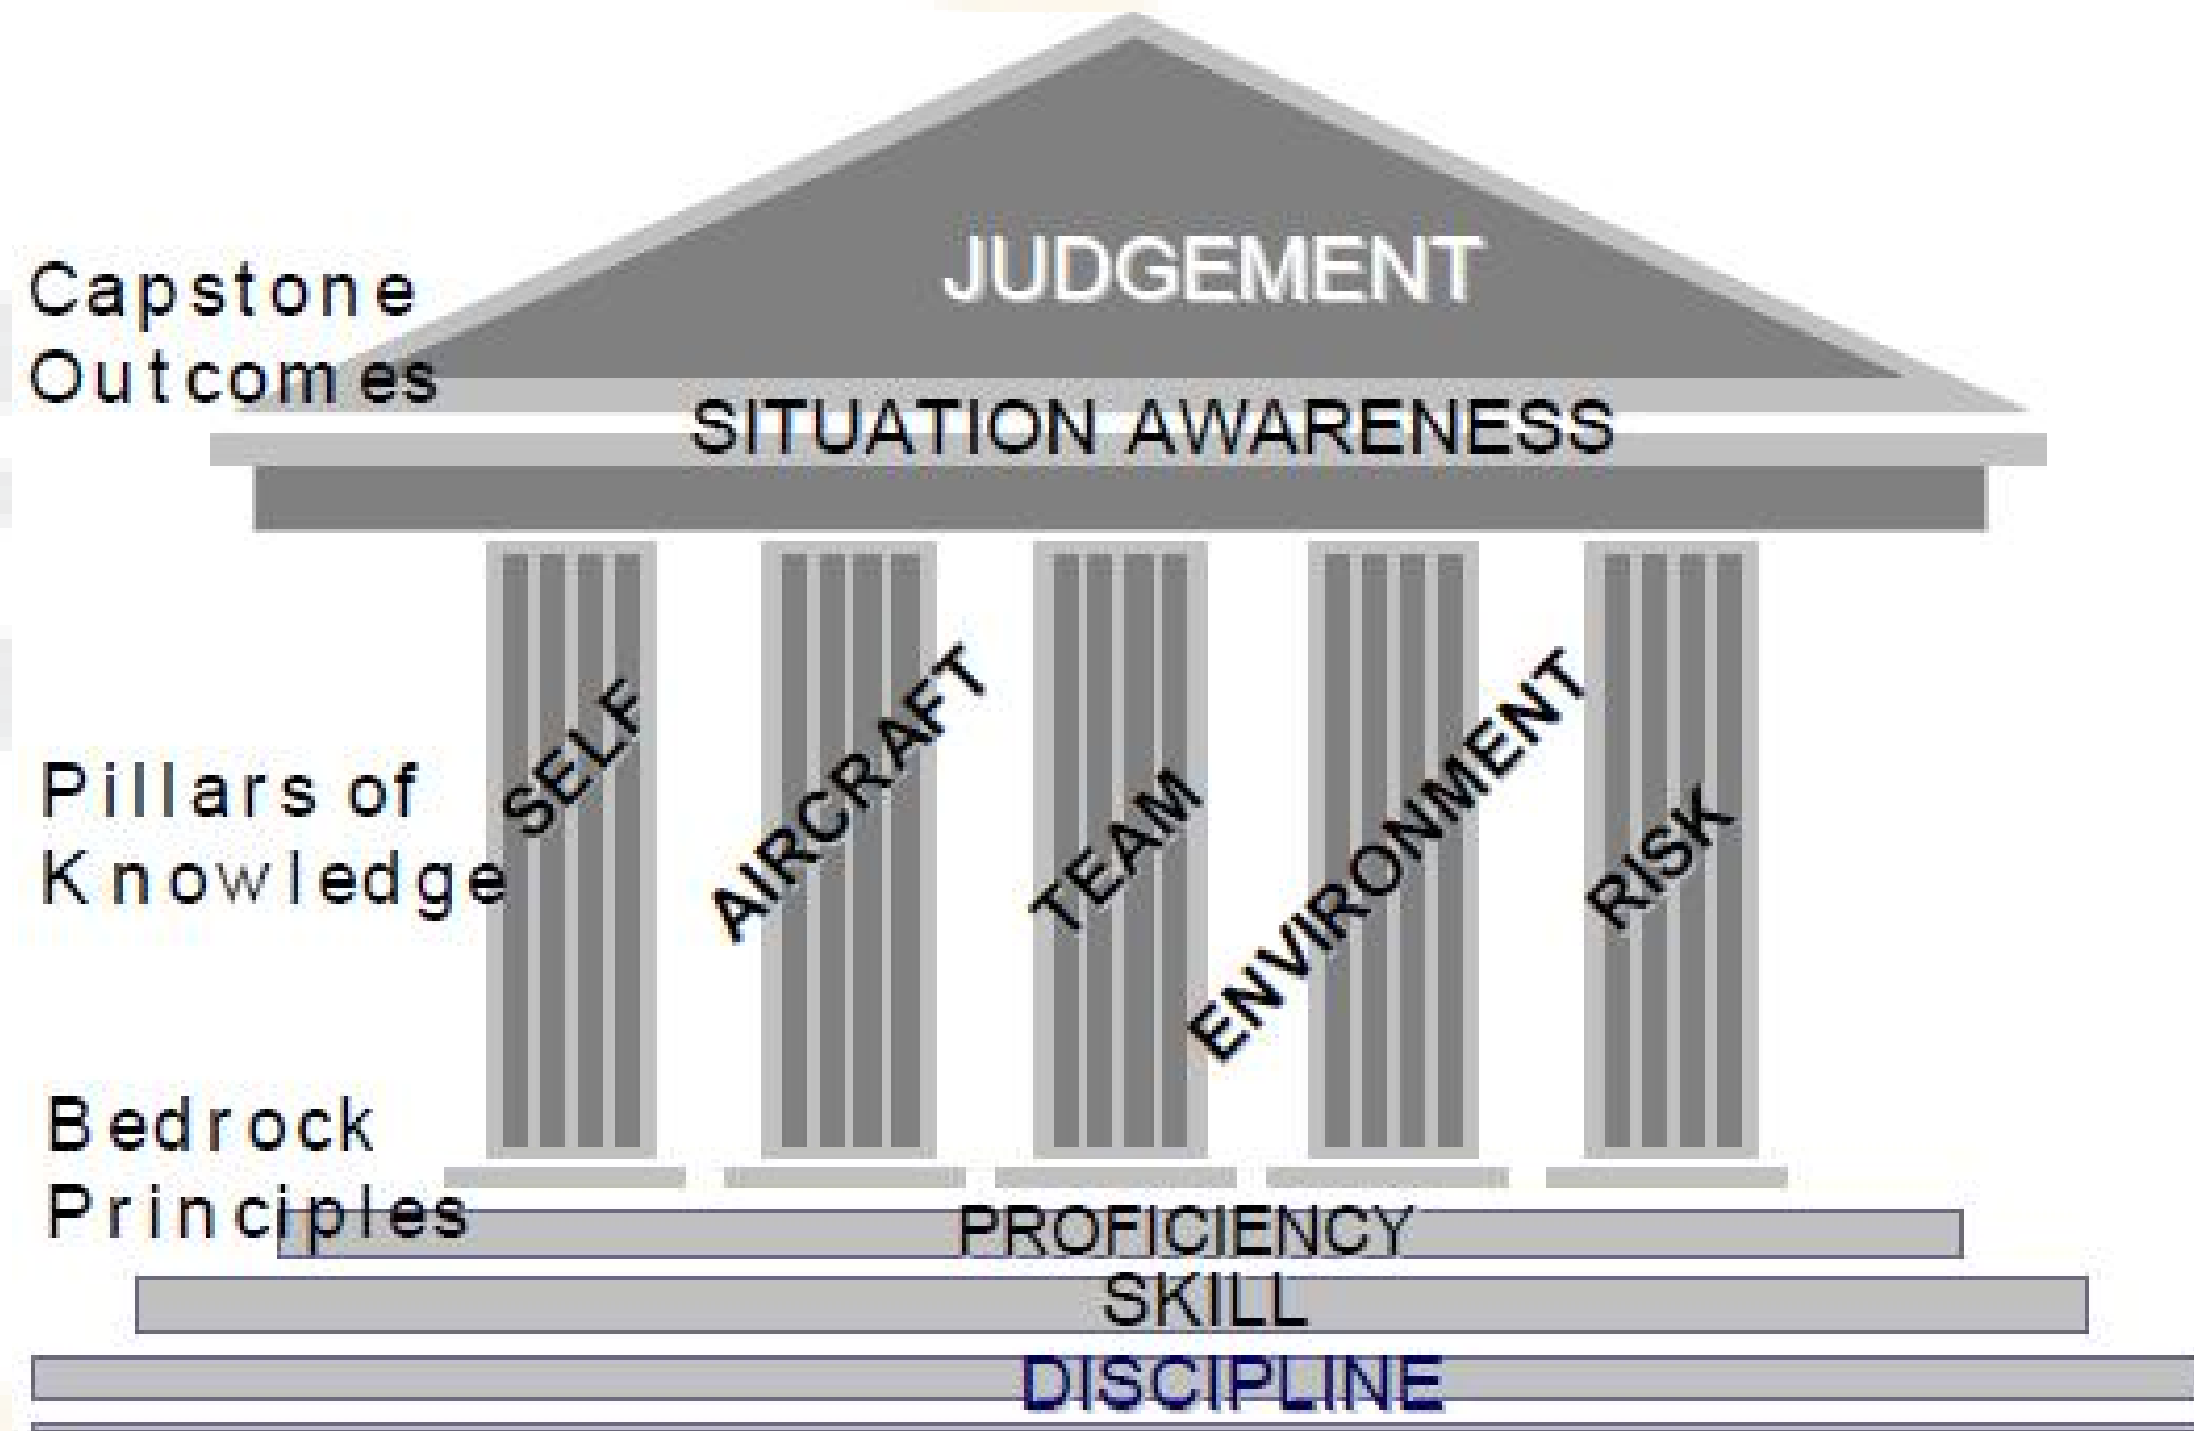 JUDGEMENT
Capstone
Outcomes
SITUATION AWARENESS
SELF
AIRCRAFT
TEAM
ENVIRONMENT
RISK
Pillars of
Knowledge
Bedrock
Principles
PROFICIENCY
SKILL
DISCIPLINE